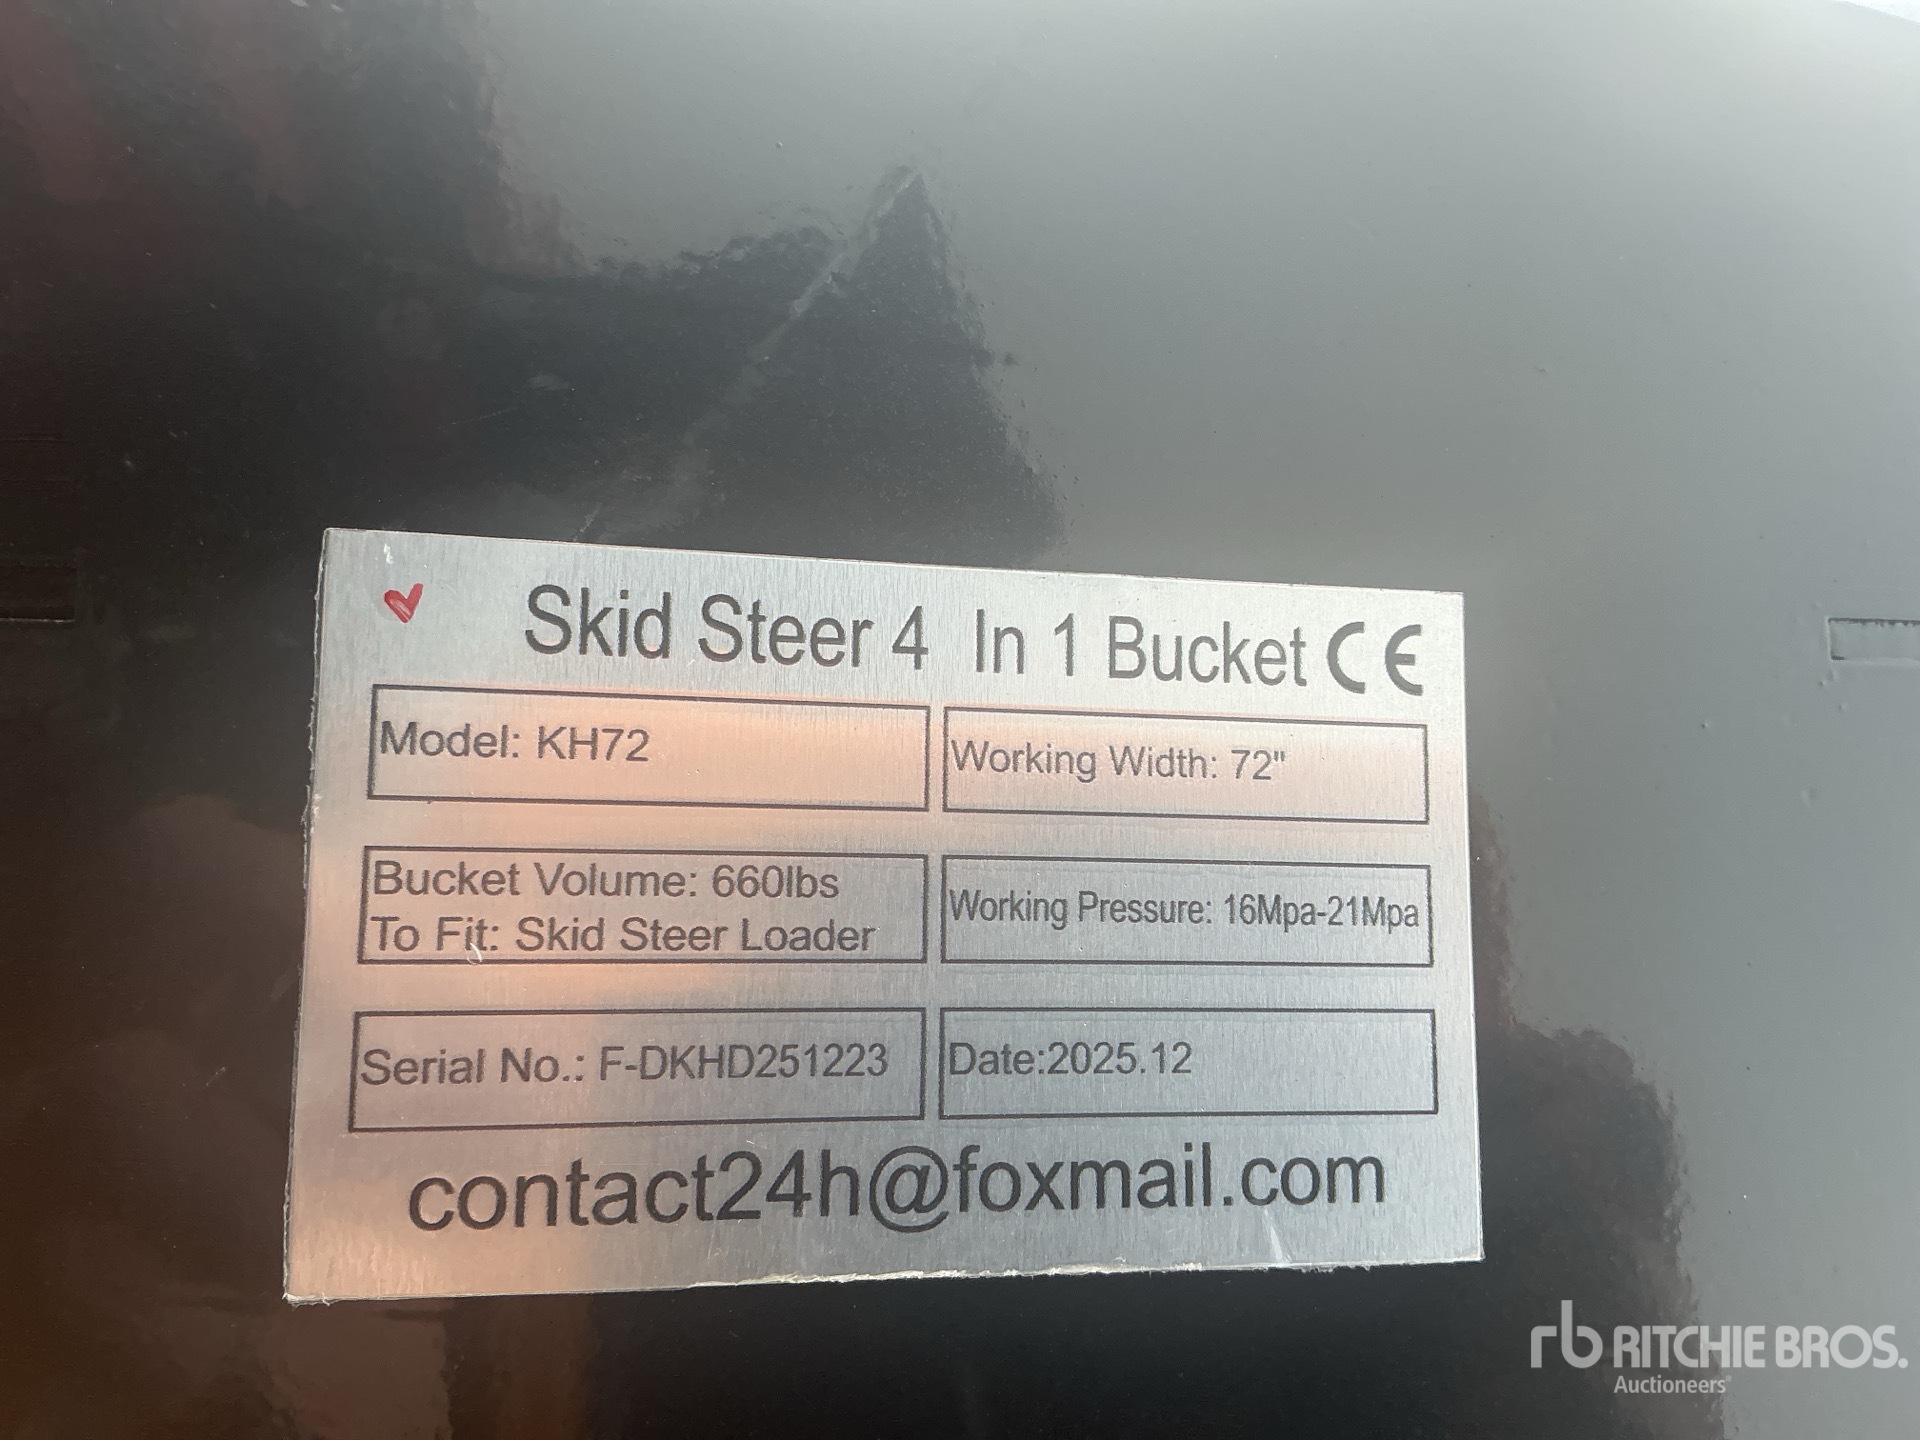 Skid Steer 4 In 1 Bucket CE
Model: KH72
Working Width: 72"
Bucket Volume: 660lbs
To Fit: Skid Steer Loader
Working Pressure: 16Mpa-21Mpa
Serial No.: F-DKHD251223
Date:2025.12
contact24h@foxmail.com
rb RITCHIE BROS.
Auctioneers